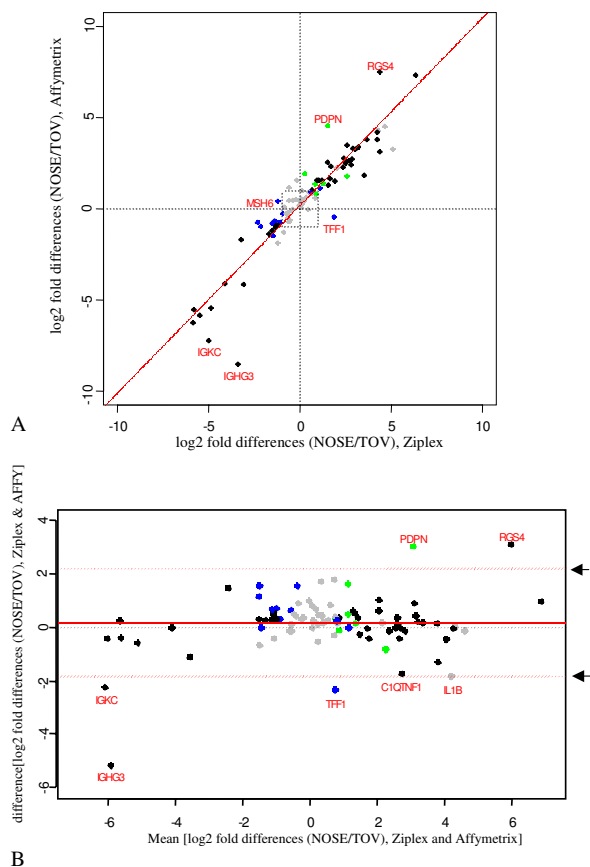 10
5
0
-5
-10
log2 fold differences (NOSE/TOV), Affymetrix
RGS4
PDPN
MSH6
TFF1
IGKC
IGHG3
-10 -5 0 5 10
log2 fold differences (NOSE/TOV), Ziplex
A
4
2
0
-2
-4
-6
difference[log2 fold differences (NOSE/TOV), Ziplex & AFFY]
PDPN
RGS4
IGKC
TFF1
C1QTNF1
IL1B
IGHG3
-6 -4 -2 0 2 4 6
Mean [log2 fold differences (NOSE/TOV), Ziplex and Affymetrix]
B